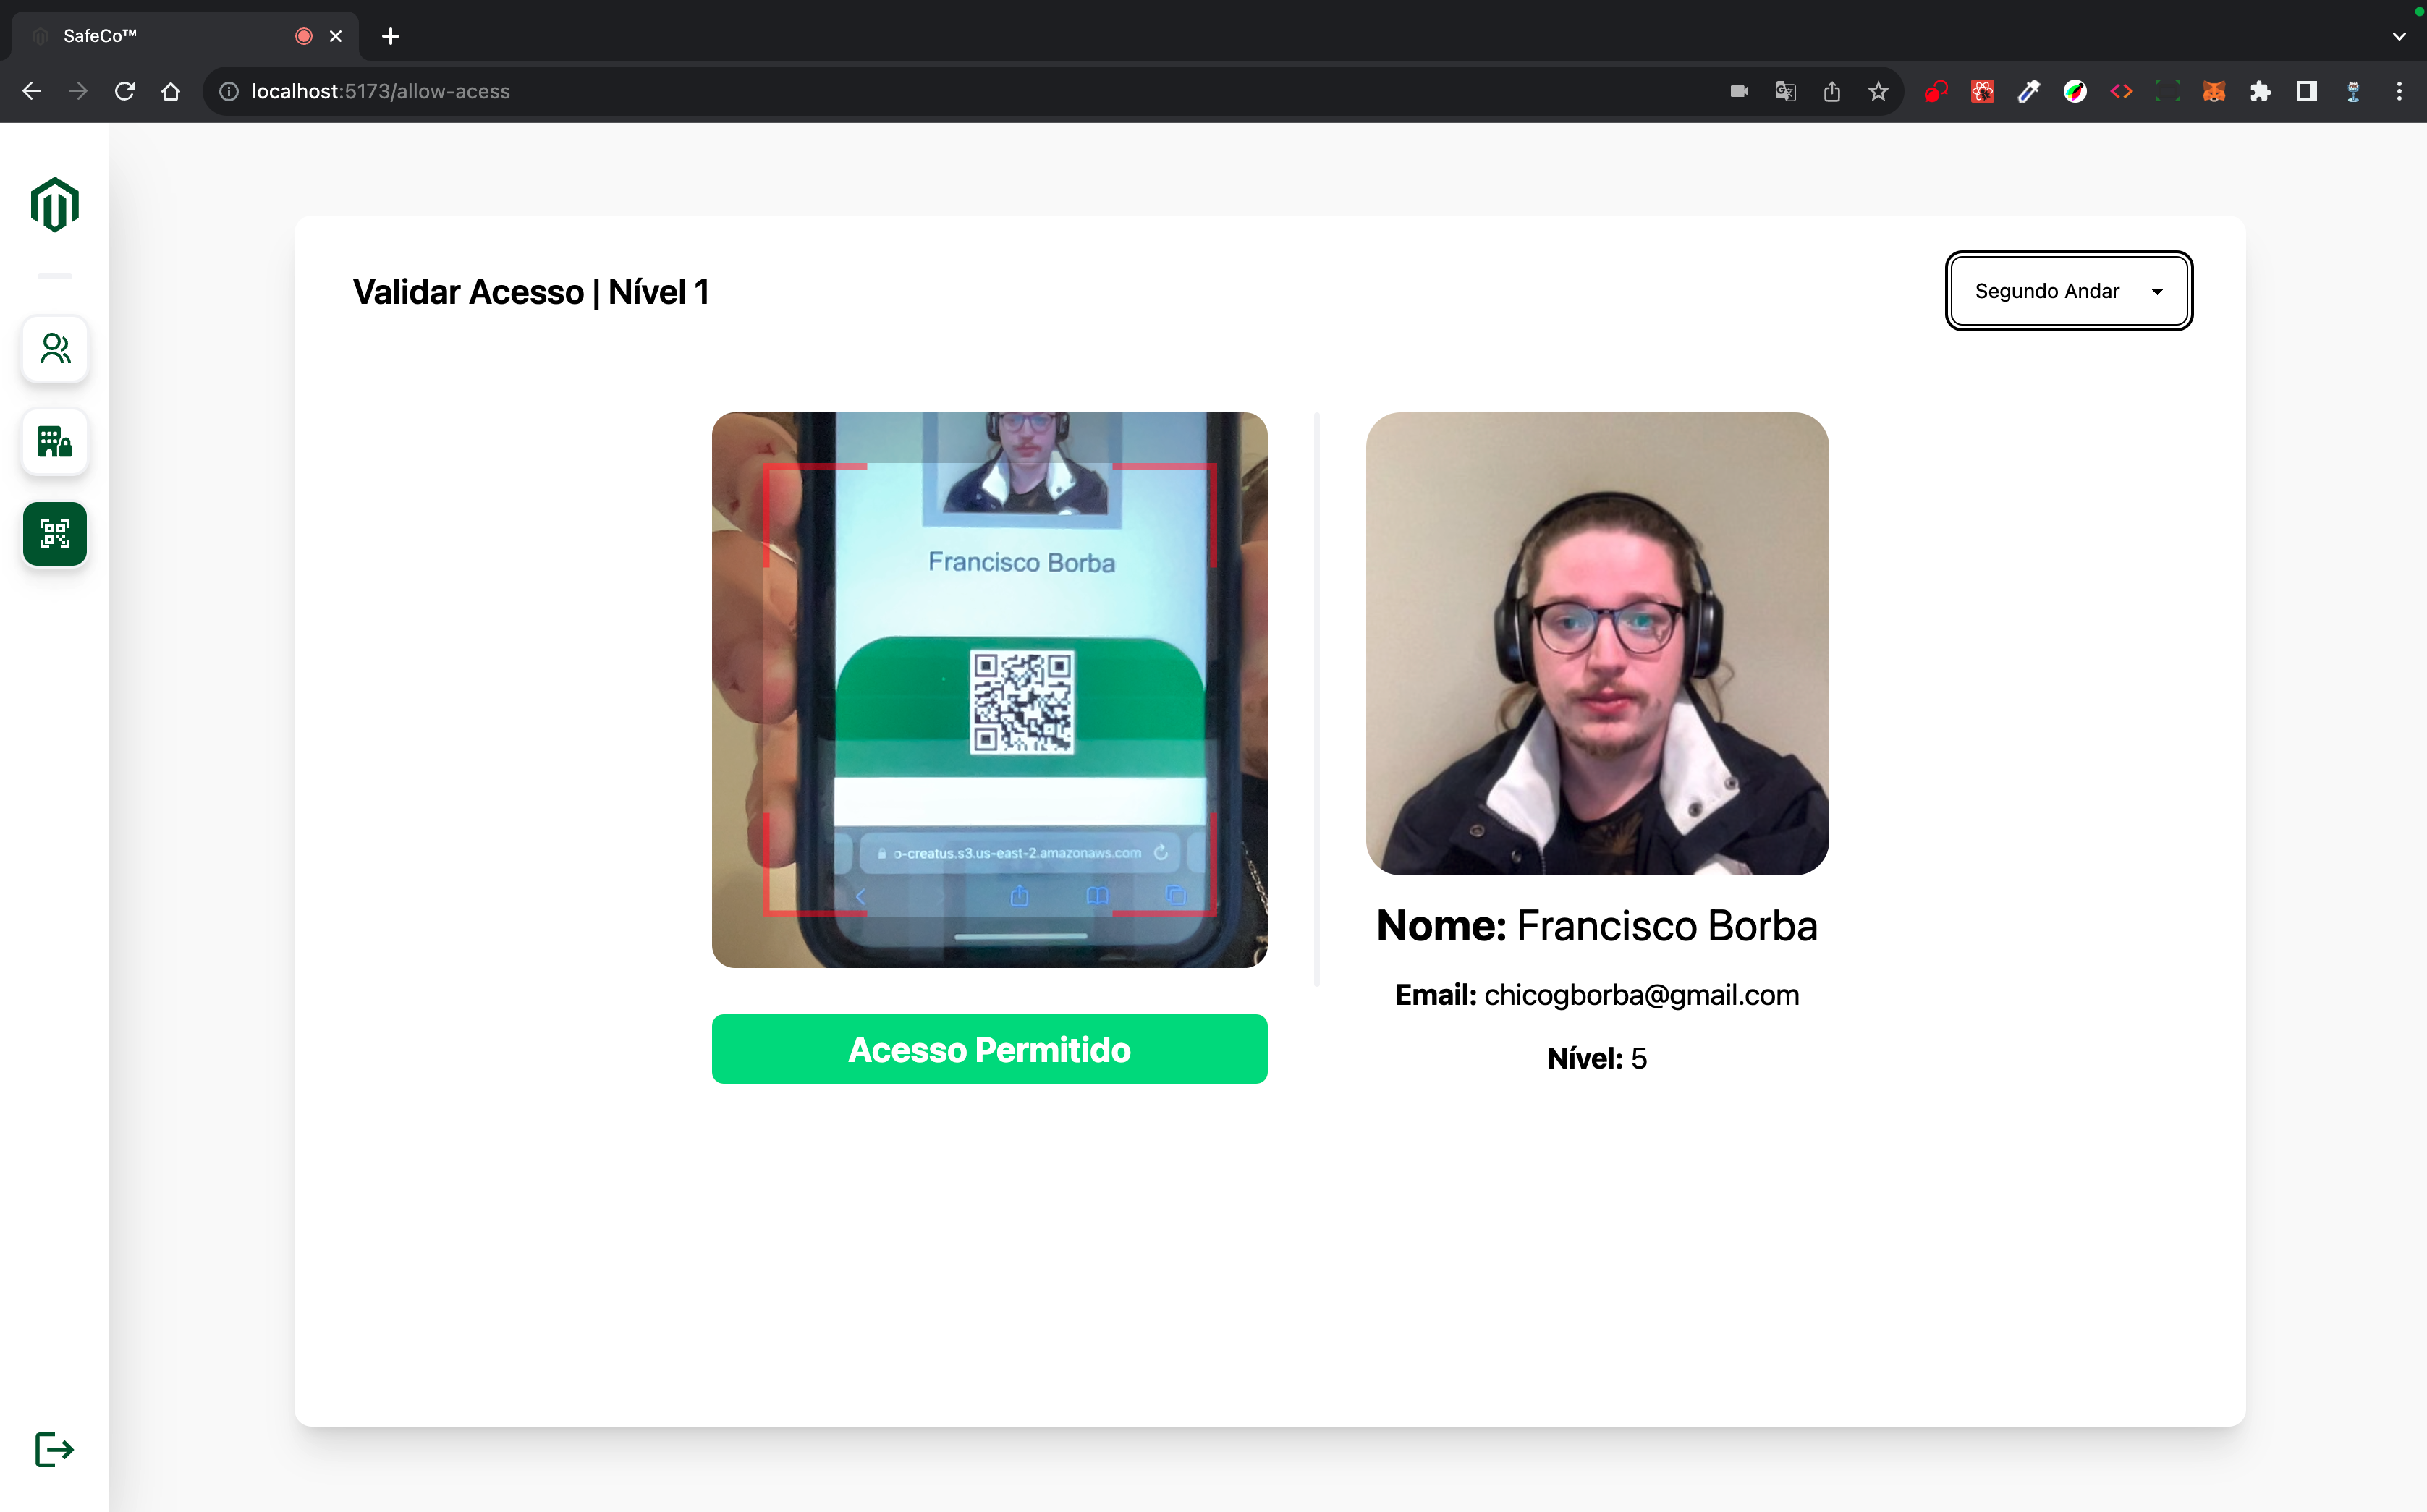 SafeCo™
localhost:5173/allow-acess
Validar Acesso | Nível 1
Segundo Andar
Francisco Borba
o-creatus.s3.us-east-2.amazonaws.com
Acesso Permitido
Nome: Francisco Borba
Email: chicogborba@gmail.com
Nível: 5